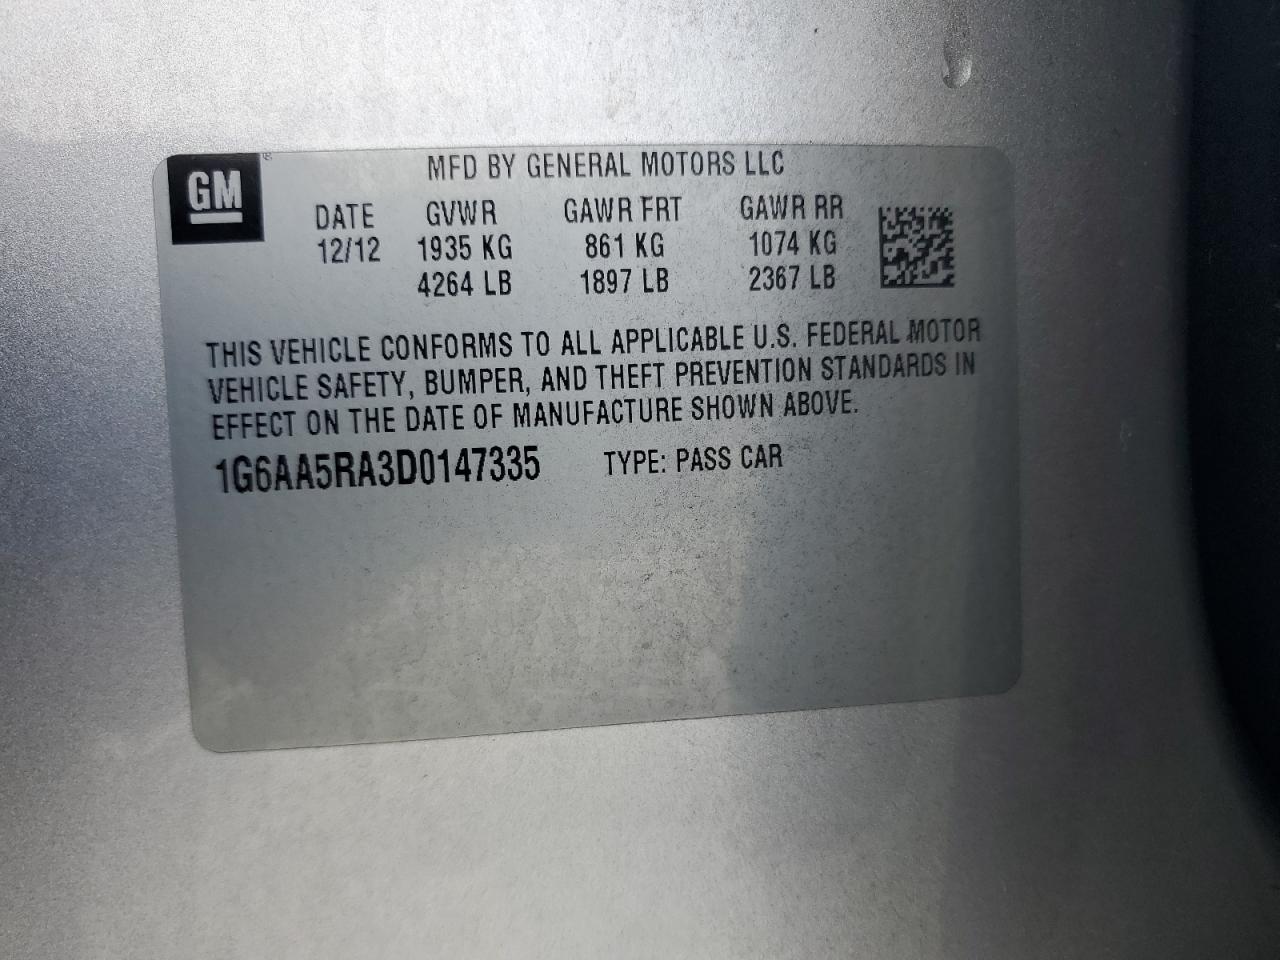 GM
MFD BY GENERAL MOTORS LLC
DATE GVWR GAWR FRT GAWR RR
12/12 1935 KG 861 KG 1074 KG
4264 LB 1897 LB 2367 LB
THIS VEHICLE CONFORMS TO ALL APPLICABLE U.S. FEDERAL MOTOR
VEHICLE SAFETY, BUMPER, AND THEFT PREVENTION STANDARDS IN
EFFECT ON THE DATE OF MANUFACTURE SHOWN ABOVE.
1G6AA5RA3D0147335 TYPE: PASS CAR